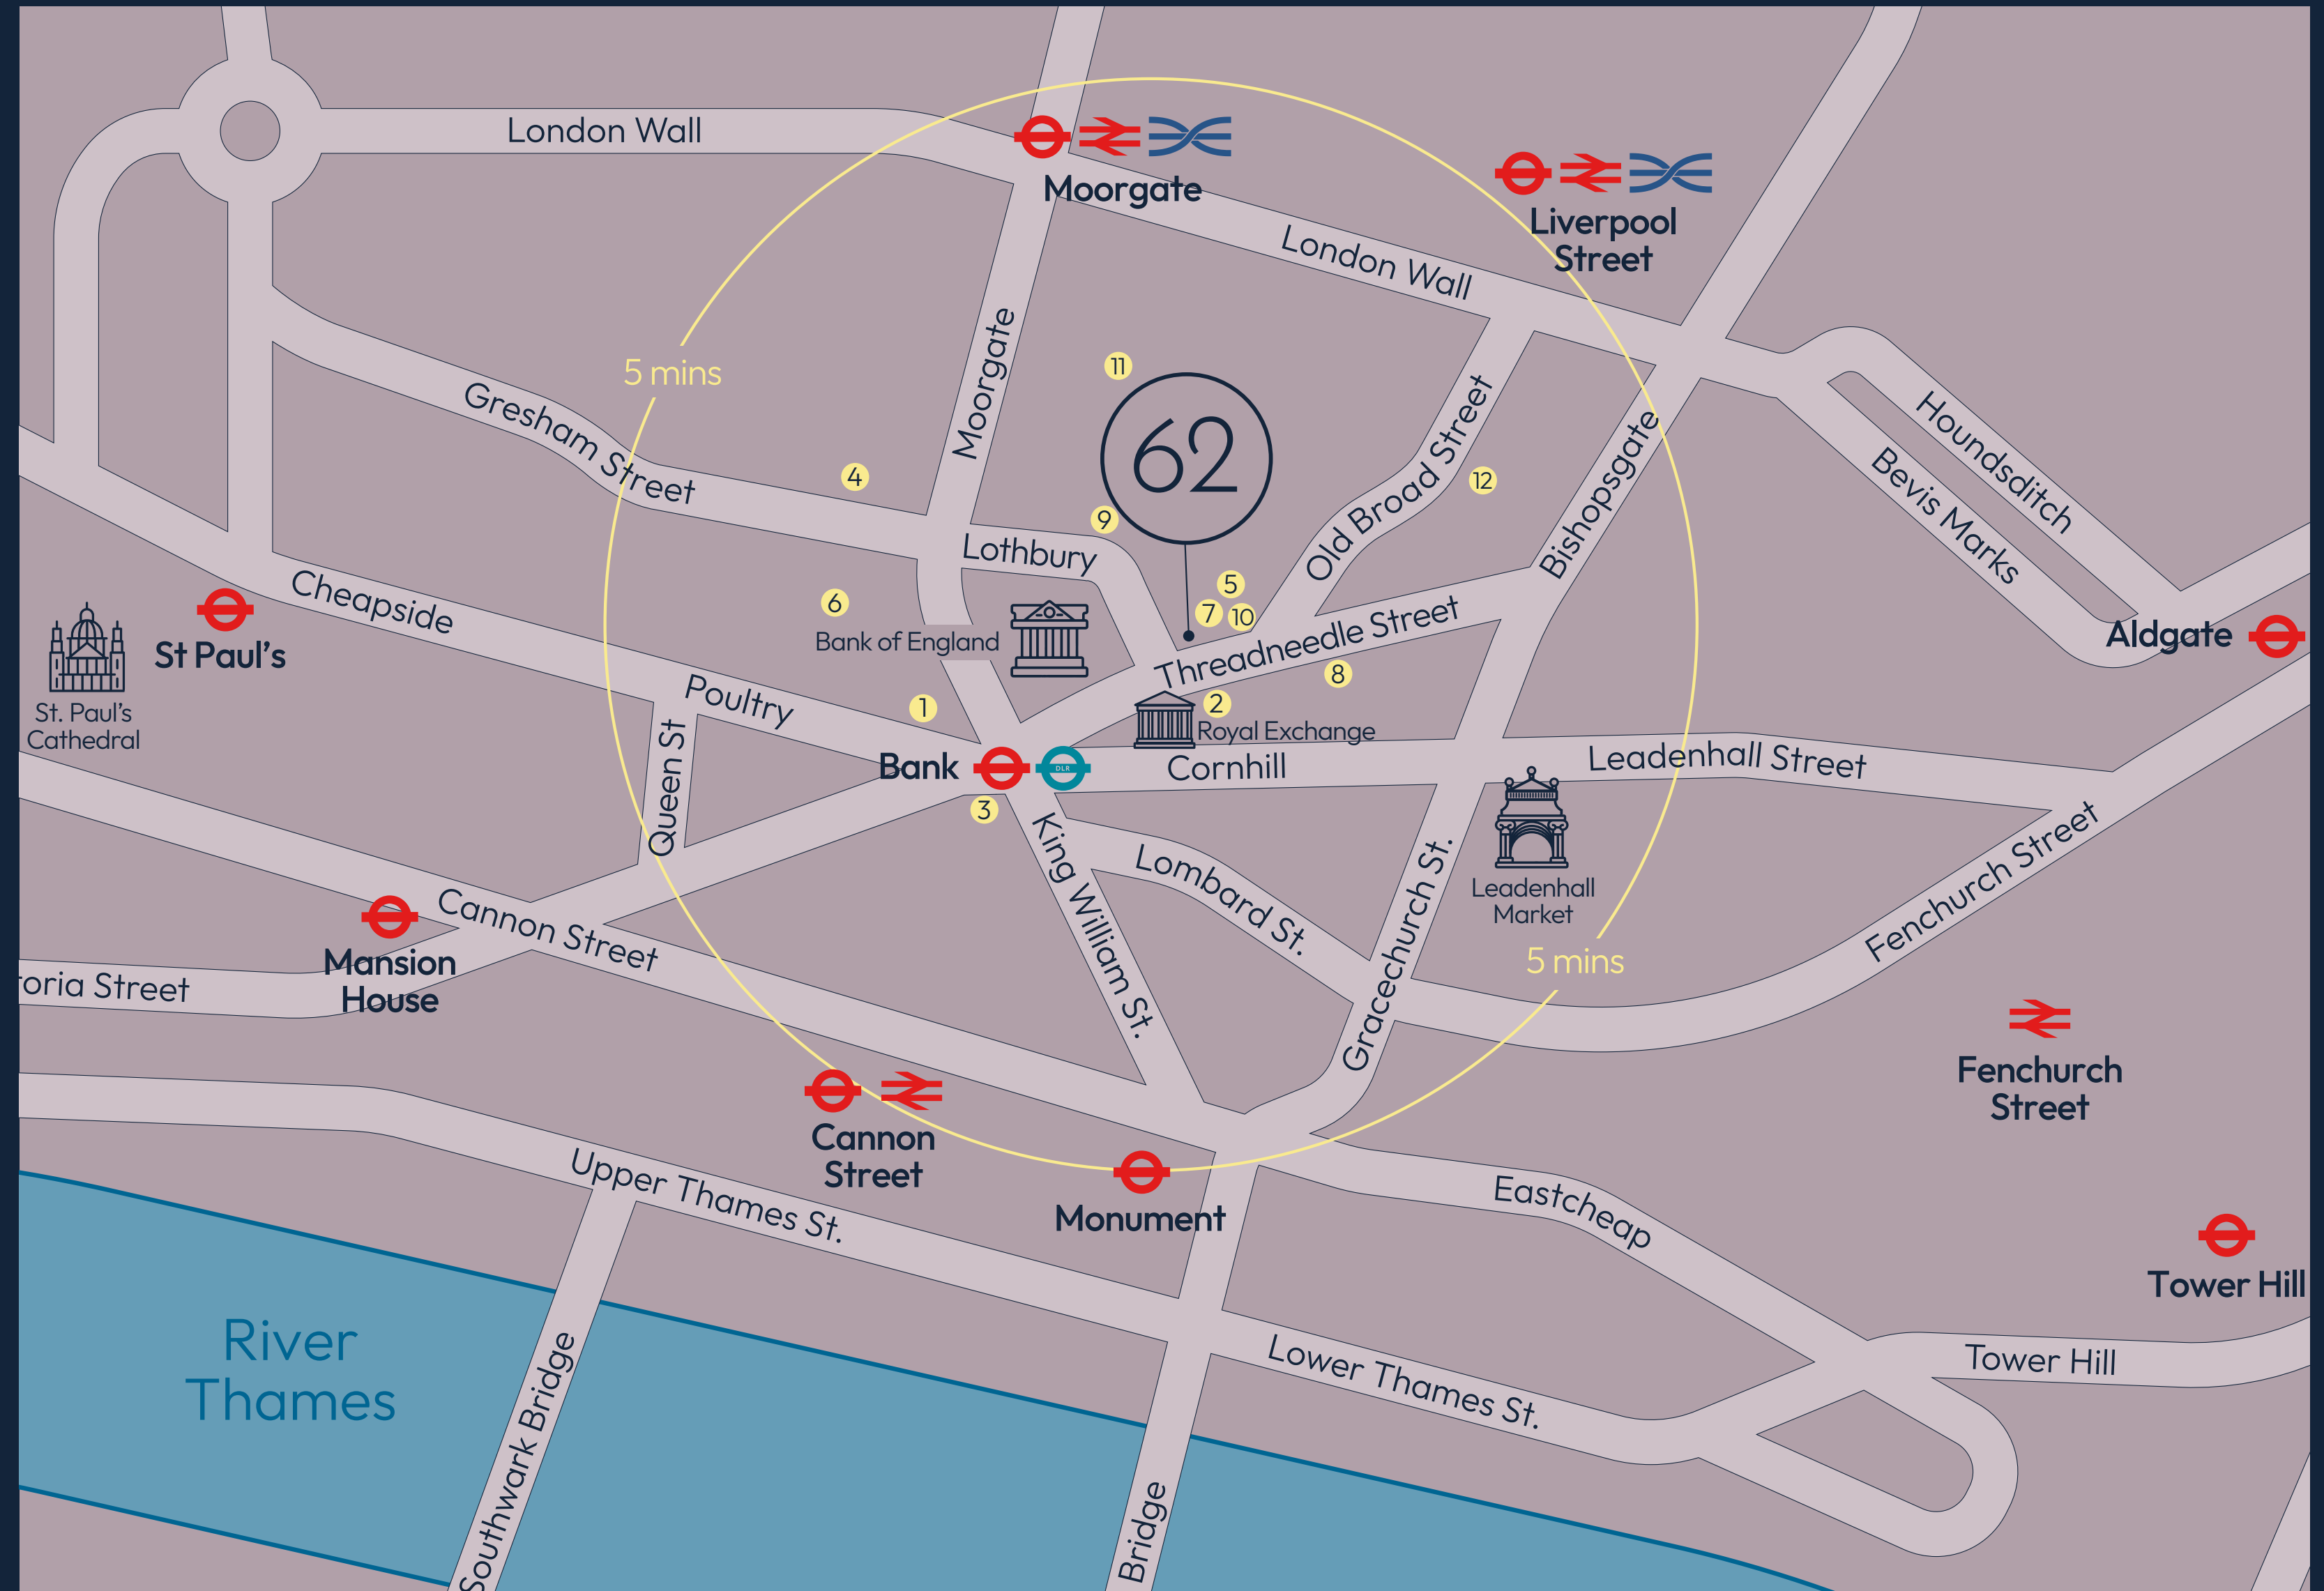 London Wall
Moorgate
Liverpool
Street
London Wall
5 mins
Moorgate
11
62
Gresham Street
4
9
12
Old Broad Street
Bishopsgate
Houndsditch
Bevis Marks
Lothbury
Cheapside
6
5
7
10
Bank of England
Threadneedle Street
St Paul's
Aldgate
St. Paul's
Cathedral
Poultry
1
2
8
Royal Exchange
Queen St
Bank
DLR
Cornhill
Leadenhall Street
3
King William St.
Lombard St.
Gracechurch St.
Leadenhall
Market
Fenchurch Street
Cannon Street
5 mins
Mansion
House
oria Street
Fenchurch
Street
Cannon
Street
Upper Thames St.
Monument
Eastcheap
Tower Hill
River
Thames
Southwark Bridge
Lower Thames St.
Tower Hill
Bridge